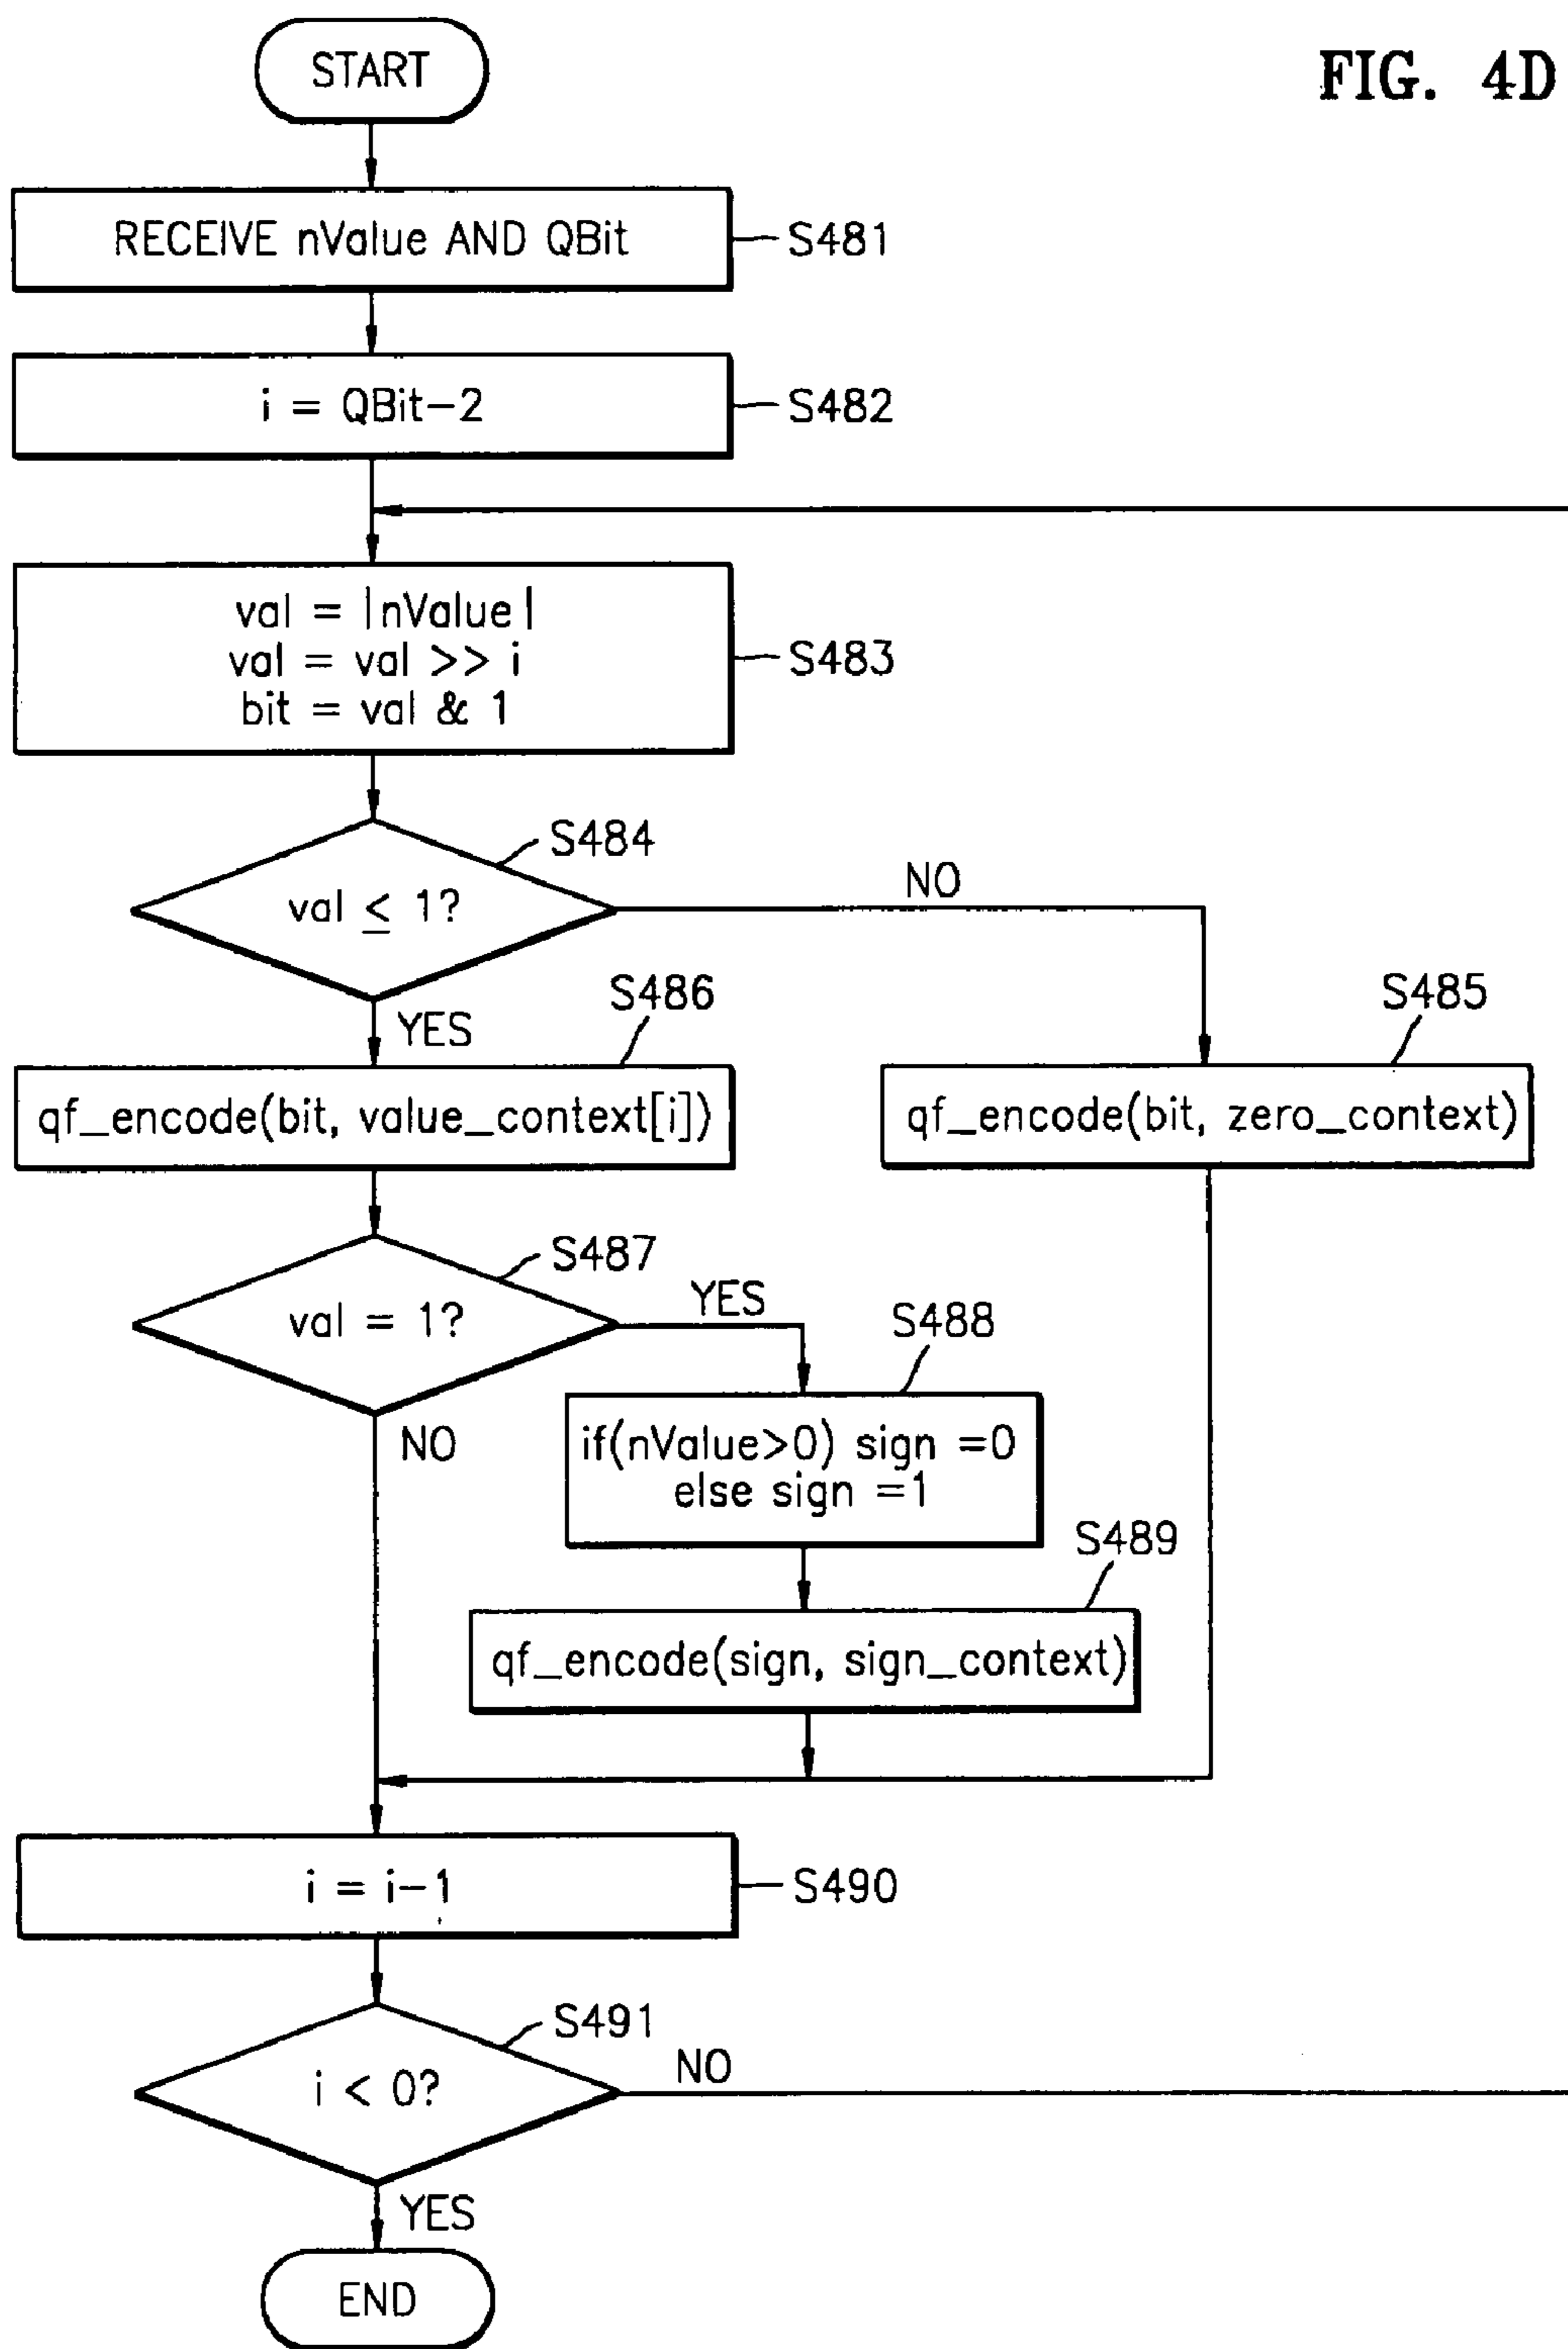 FIG. 4D
START
RECEIVE nValue AND QBit
S481
i = QBit-2
S482
val = |nValue|
val = val >> i
bit = val & 1
S483
S484
val ≤ 1?
NO
YES
S486
qf_encode(bit, value_context[i])
S485
qf_encode(bit, zero_context)
S487
val = 1?
YES
NO
S488
if(nValue>0) sign =0
else sign =1
S489
qf_encode(sign, sign_context)
i = i-1
S490
S491
i < 0?
NO
YES
END